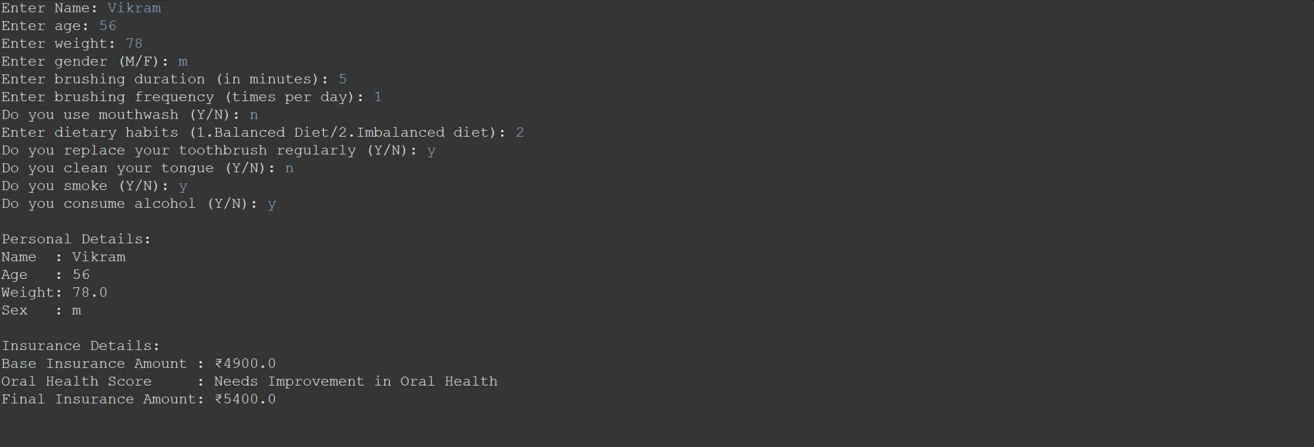 Enter Name: Vikram
Enter age: 56
Enter weight: 78
Enter gender (M/F): m
Enter brushing duration (in minutes): 5
Enter brushing frequency (times per day): 1
Do you use mouthwash (Y/N): n
Enter dietary habits (1.Balanced Diet/2.Imbalanced diet): 2
Do you replace your toothbrush regularly (Y/N): y
Do you clean your tongue (Y/N): n
Do you smoke (Y/N): y
Do you consume alcohol (Y/N): y

Personal Details:
Name  : Vikram
Age   : 56
Weight: 78.0
Sex   : m

Insurance Details:
Base Insurance Amount : ₹4900.0
Oral Health Score     : Needs Improvement in Oral Health
Final Insurance Amount: ₹5400.0